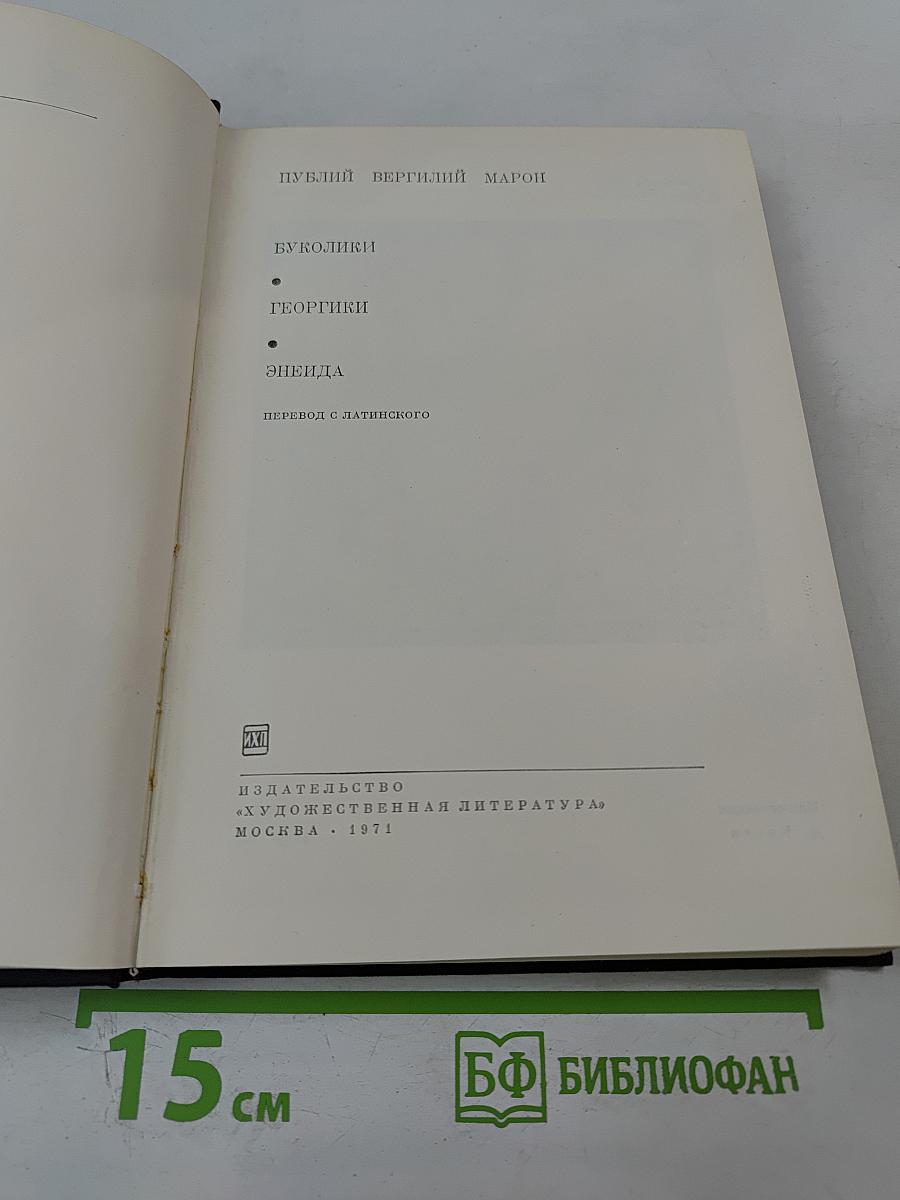 ПУБЛИЙ ВЕРГИЛИЙ МАРОН
БУКОЛИКИ
•
ГЕОРГИКИ
•
ЭНЕИДА
ПЕРЕВОД С ЛАТИНСКОГО
ИХЛ
ИЗДАТЕЛЬСТВО
«ХУДОЖЕСТВЕННАЯ ЛИТЕРАТУРА»
МОСКВА • 1971
15 см
БФ БИБЛИОФАН